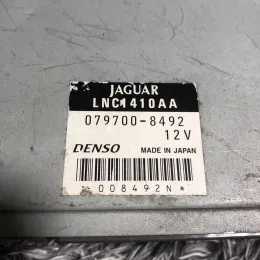 JAGUAR
LNC1410AA
079700-8492
12V
DENSO MADE IN JAPAN
* 008492N *